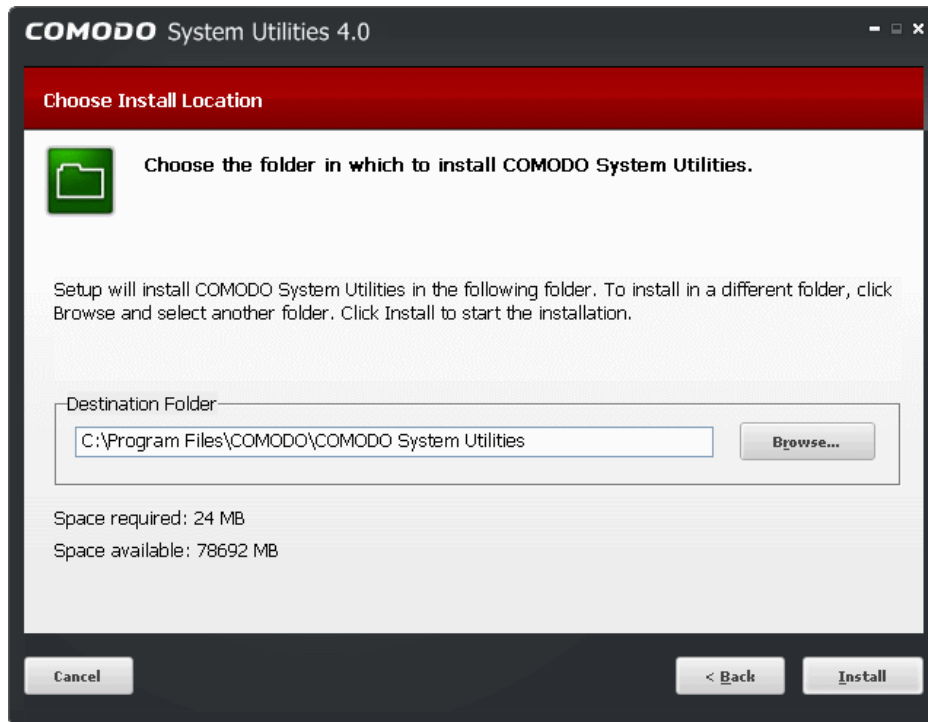 COMODO System Utilities 4.0
Choose Install Location
Choose the folder in which to install COMODO System Utilities.
Setup will install COMODO System Utilities in the following folder. To install in a different folder, click
Browse and select another folder. Click Install to start the installation.
Destination Folder
C:\Program Files\COMODO\COMODO System Utilities
Browse...
Space required: 24 MB
Space available: 78692 MB
Cancel
< Back
Install